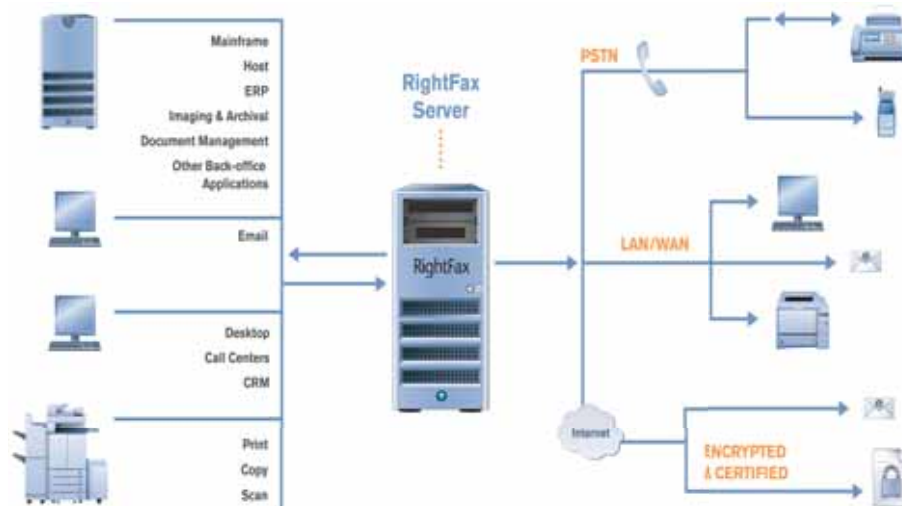 Mainframe
Host
ERP
Imaging & Archival
Document Management
Other Back-office
Applications
Email
Desktop
Call Centers
CRM
Print
Copy
Scan
RightFax
Server
RightFax
PSTN
LAN/WAN
Internet
ENCRYPTED
& CERTIFIED